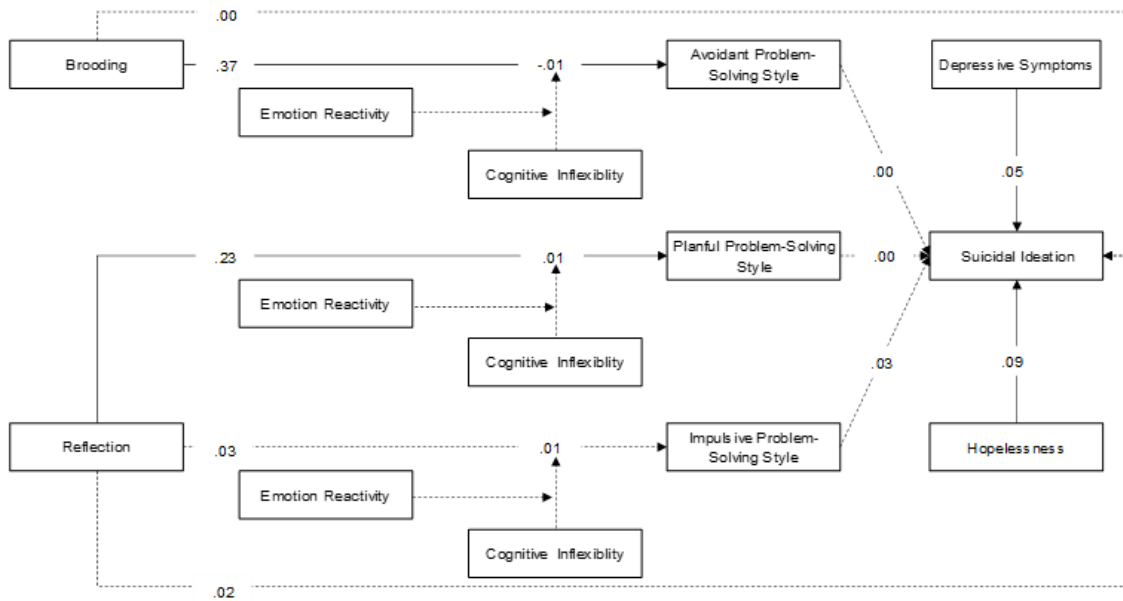 .00
Brooding
.37
-.01
Avoidant Problem-
Solving Style
Depressive Symptoms
Emotion Reactivity
Cognitive Inflexiblity
.00
.05
.23
.01
Planful Problem-Solving
Style
.00
Suicidal Ideation
Emotion Reactivity
Cognitive Inflexiblity
.03
.09
Reflection
.03
.01
Impulsive Problem-
Solving Style
Hopelessness
Emotion Reactivity
Cognitive Inflexiblity
.02